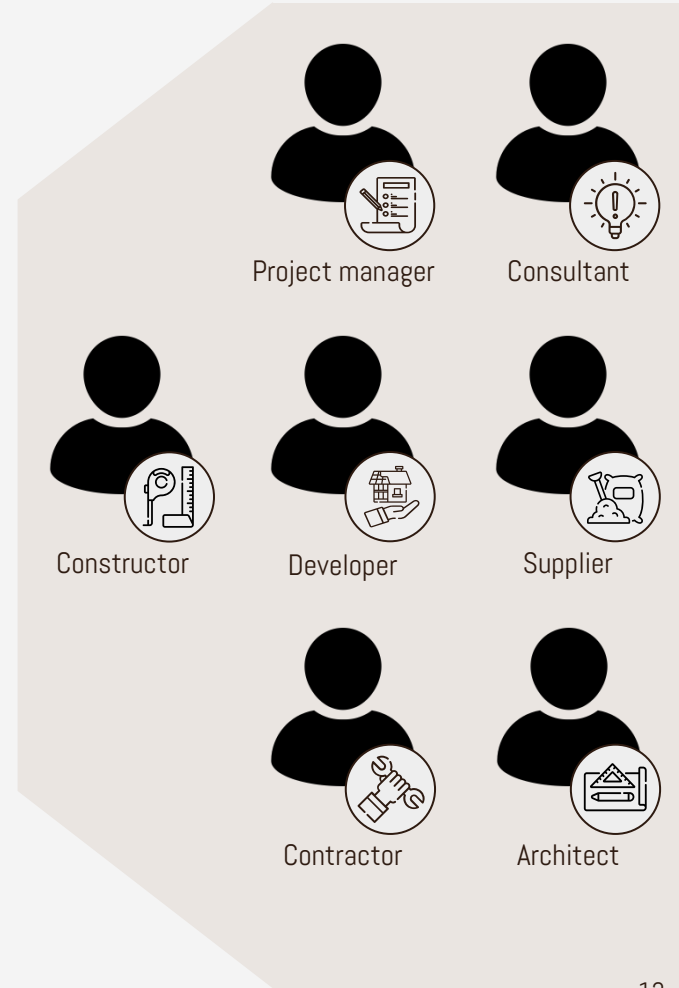 Project manager
Consultant
Constructor
Developer
Supplier
Contractor
Architect